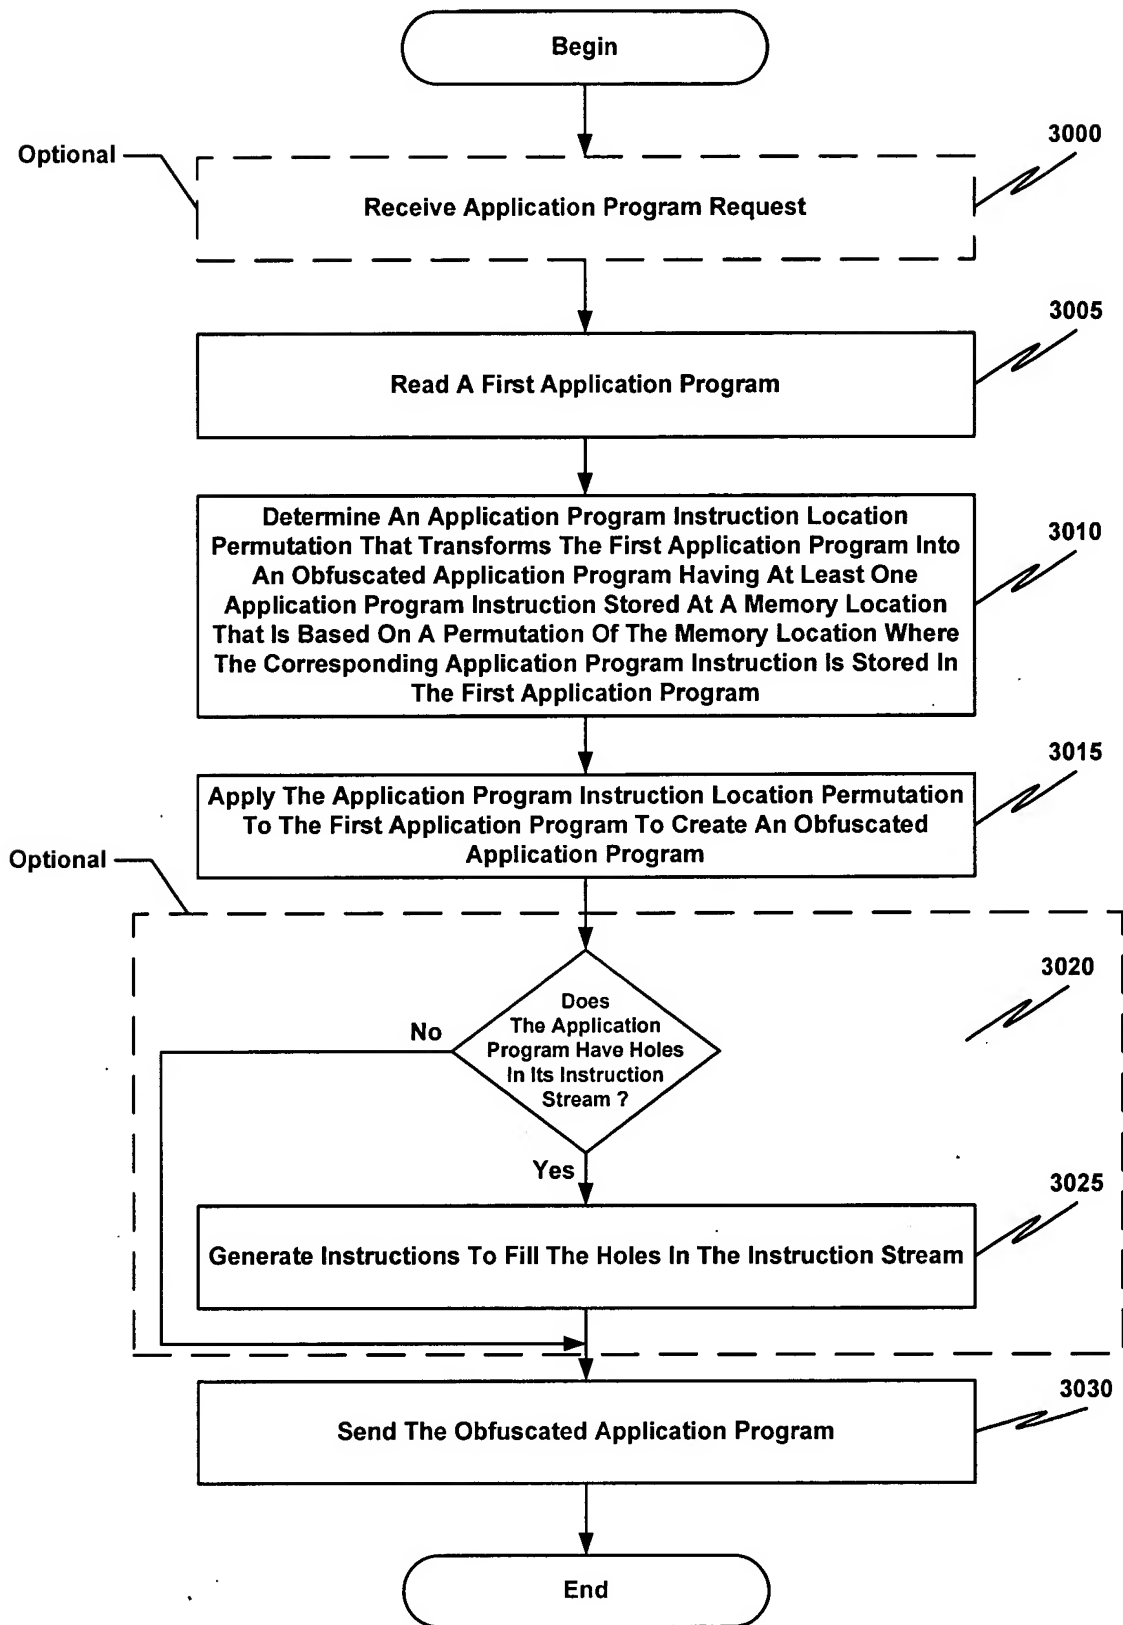 Begin
Optional
3000
Receive Application Program Request
3005
Read A First Application Program
Determine An Application Program Instruction Location
Permutation That Transforms The First Application Program Into
An Obfuscated Application Program Having At Least One
Application Program Instruction Stored At A Memory Location
That Is Based On A Permutation Of The Memory Location Where
The Corresponding Application Program Instruction Is Stored In
The First Application Program
3010
3015
Apply The Application Program Instruction Location Permutation
To The First Application Program To Create An Obfuscated
Application Program
Optional
3020
Does
The Application
Program Have Holes
In Its Instruction
Stream ?
No
Yes
3025
Generate Instructions To Fill The Holes In The Instruction Stream
3030
Send The Obfuscated Application Program
End